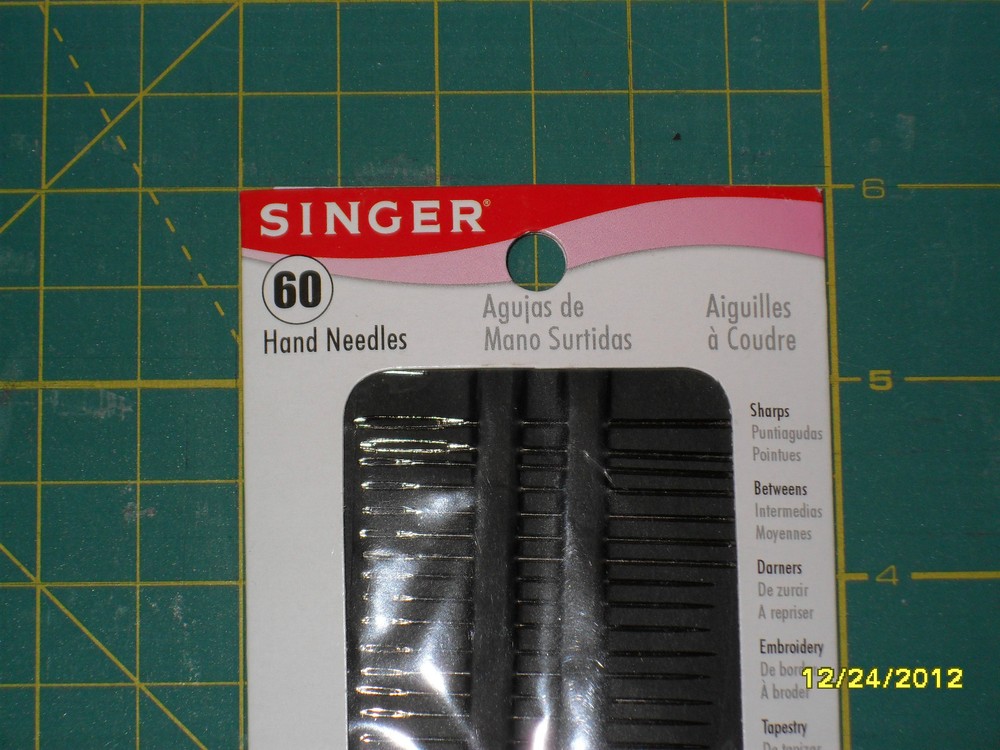 SINGER®
60
Hand Needles
Agujas de
Mano Surtidas
Aiguilles
à Coudre
6
5
4
Sharps
Puntiagudas
Pointues
Betweens
Intermedias
Moyennes
Darners
De zurcir
A repriser
Embroidery
De
À broder
Tapestry
12/24/2012